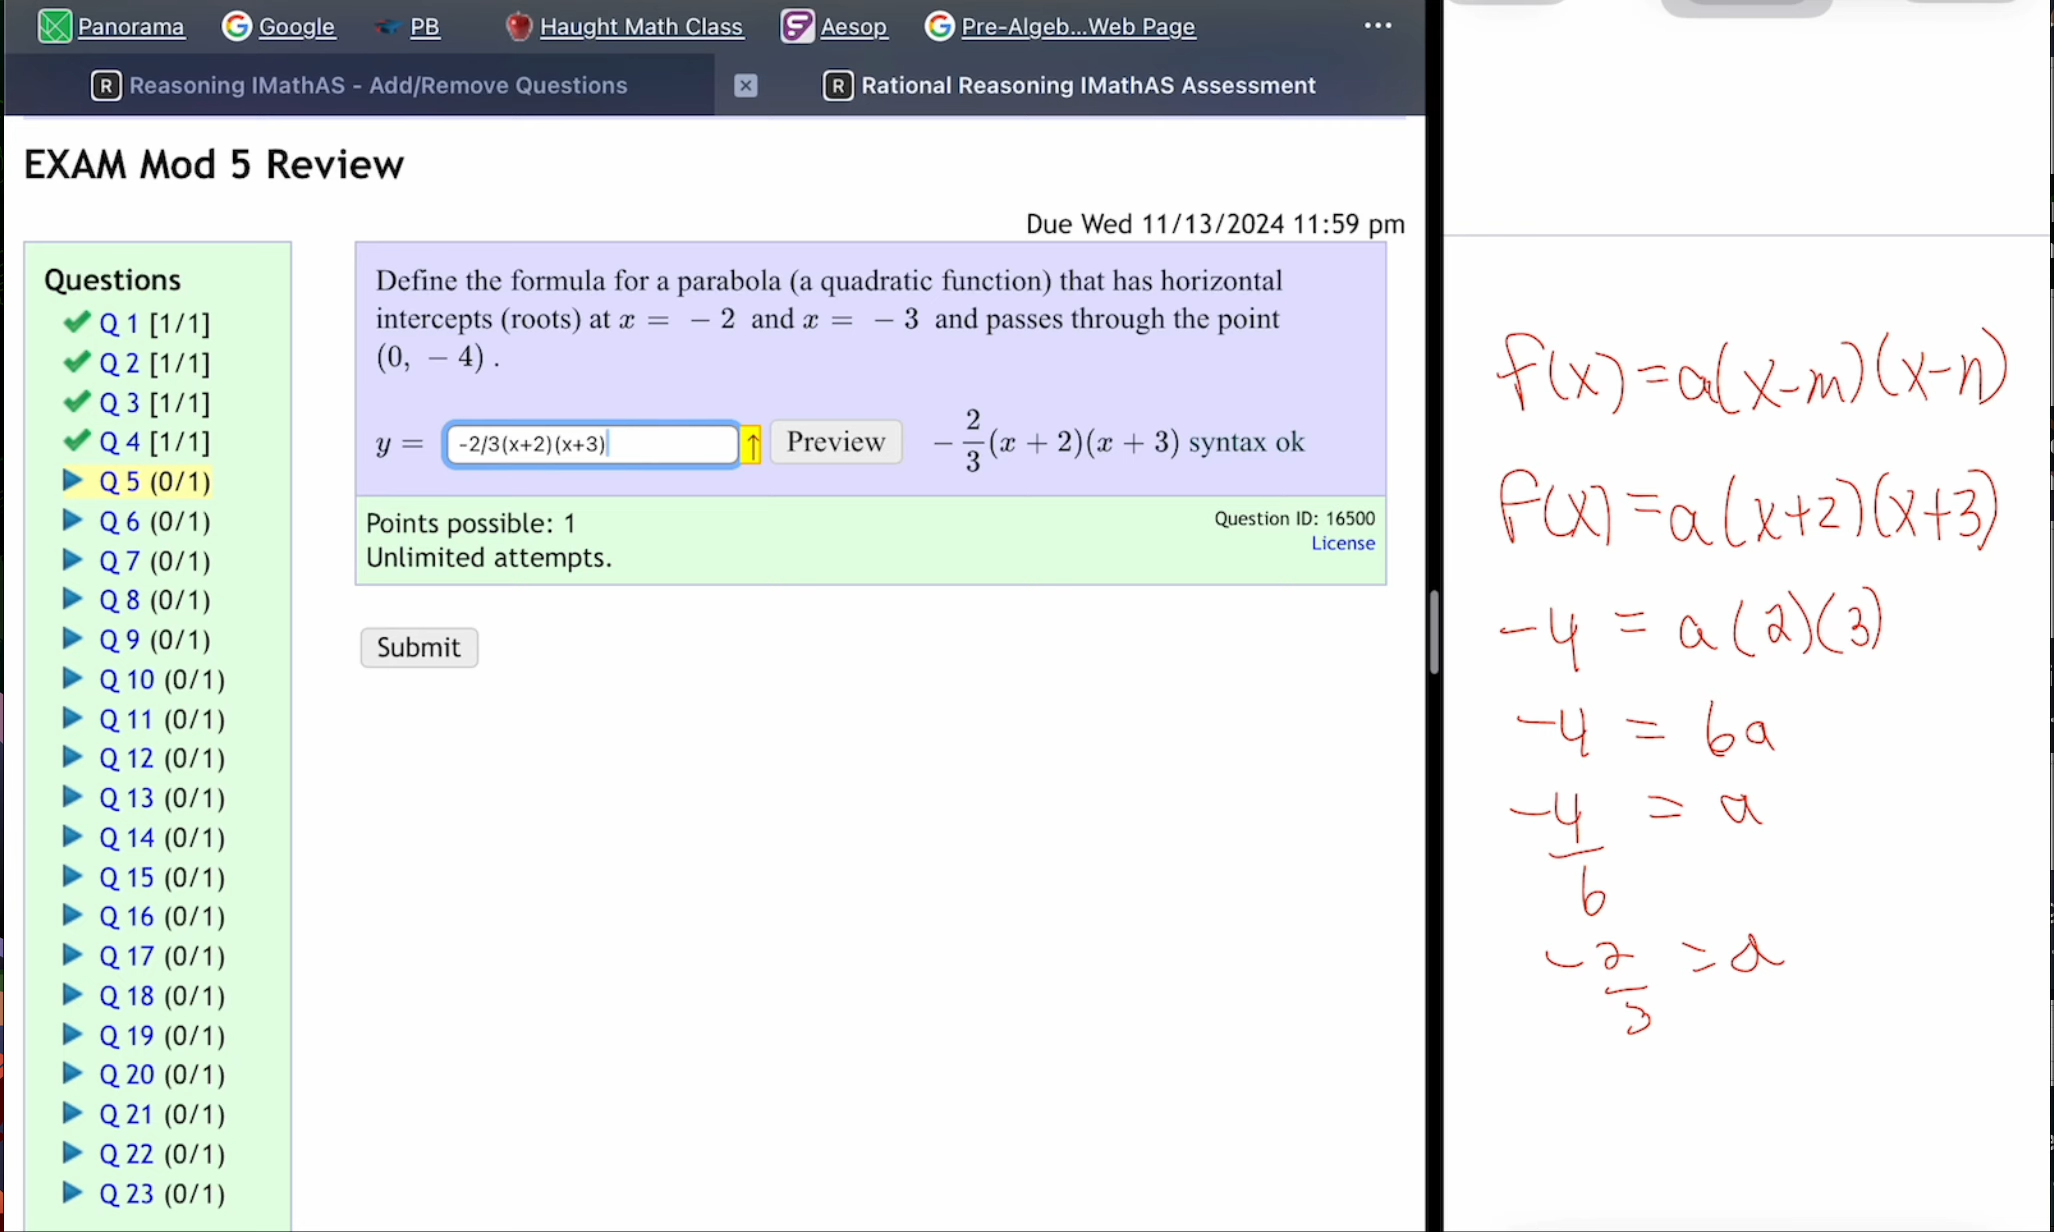 Panorama Google PB Haught Math Class Aesop Pre-Algeb...Web Page ...
Reasoning IMathAS - Add/Remove Questions
Rational Reasoning IMathAS Assessment
EXAM Mod 5 Review
Due Wed 11/13/2024 11:59 pm
Questions
Q 1 [1/1]
Q 2 [1/1]
Q 3 [1/1]
Q 4 [1/1]
Q 5 (0/1)
Q 6 (0/1)
Q 7 (0/1)
Q 8 (0/1)
Q 9 (0/1)
Q 10 (0/1)
Q 11 (0/1)
Q 12 (0/1)
Q 13 (0/1)
Q 14 (0/1)
Q 15 (0/1)
Q 16 (0/1)
Q 17 (0/1)
Q 18 (0/1)
Q 19 (0/1)
Q 20 (0/1)
Q 21 (0/1)
Q 22 (0/1)
Q 23 (0/1)
Define the formula for a parabola (a quadratic function) that has horizontal
intercepts (roots) at x = − 2 and x = − 3 and passes through the point
(0, − 4) .
y = -2/3(x+2)(x+3) ↑ Preview − 2/3 (x + 2)(x + 3) syntax ok
Points possible: 1
Unlimited attempts.
Question ID: 16500
License
Submit
f(x)=a(x-m)(x-n)
f(x)=a(x+2)(x+3)
-4 = a(2)(3)
-4 = 6a
-4/6 = a
-2/3 = a